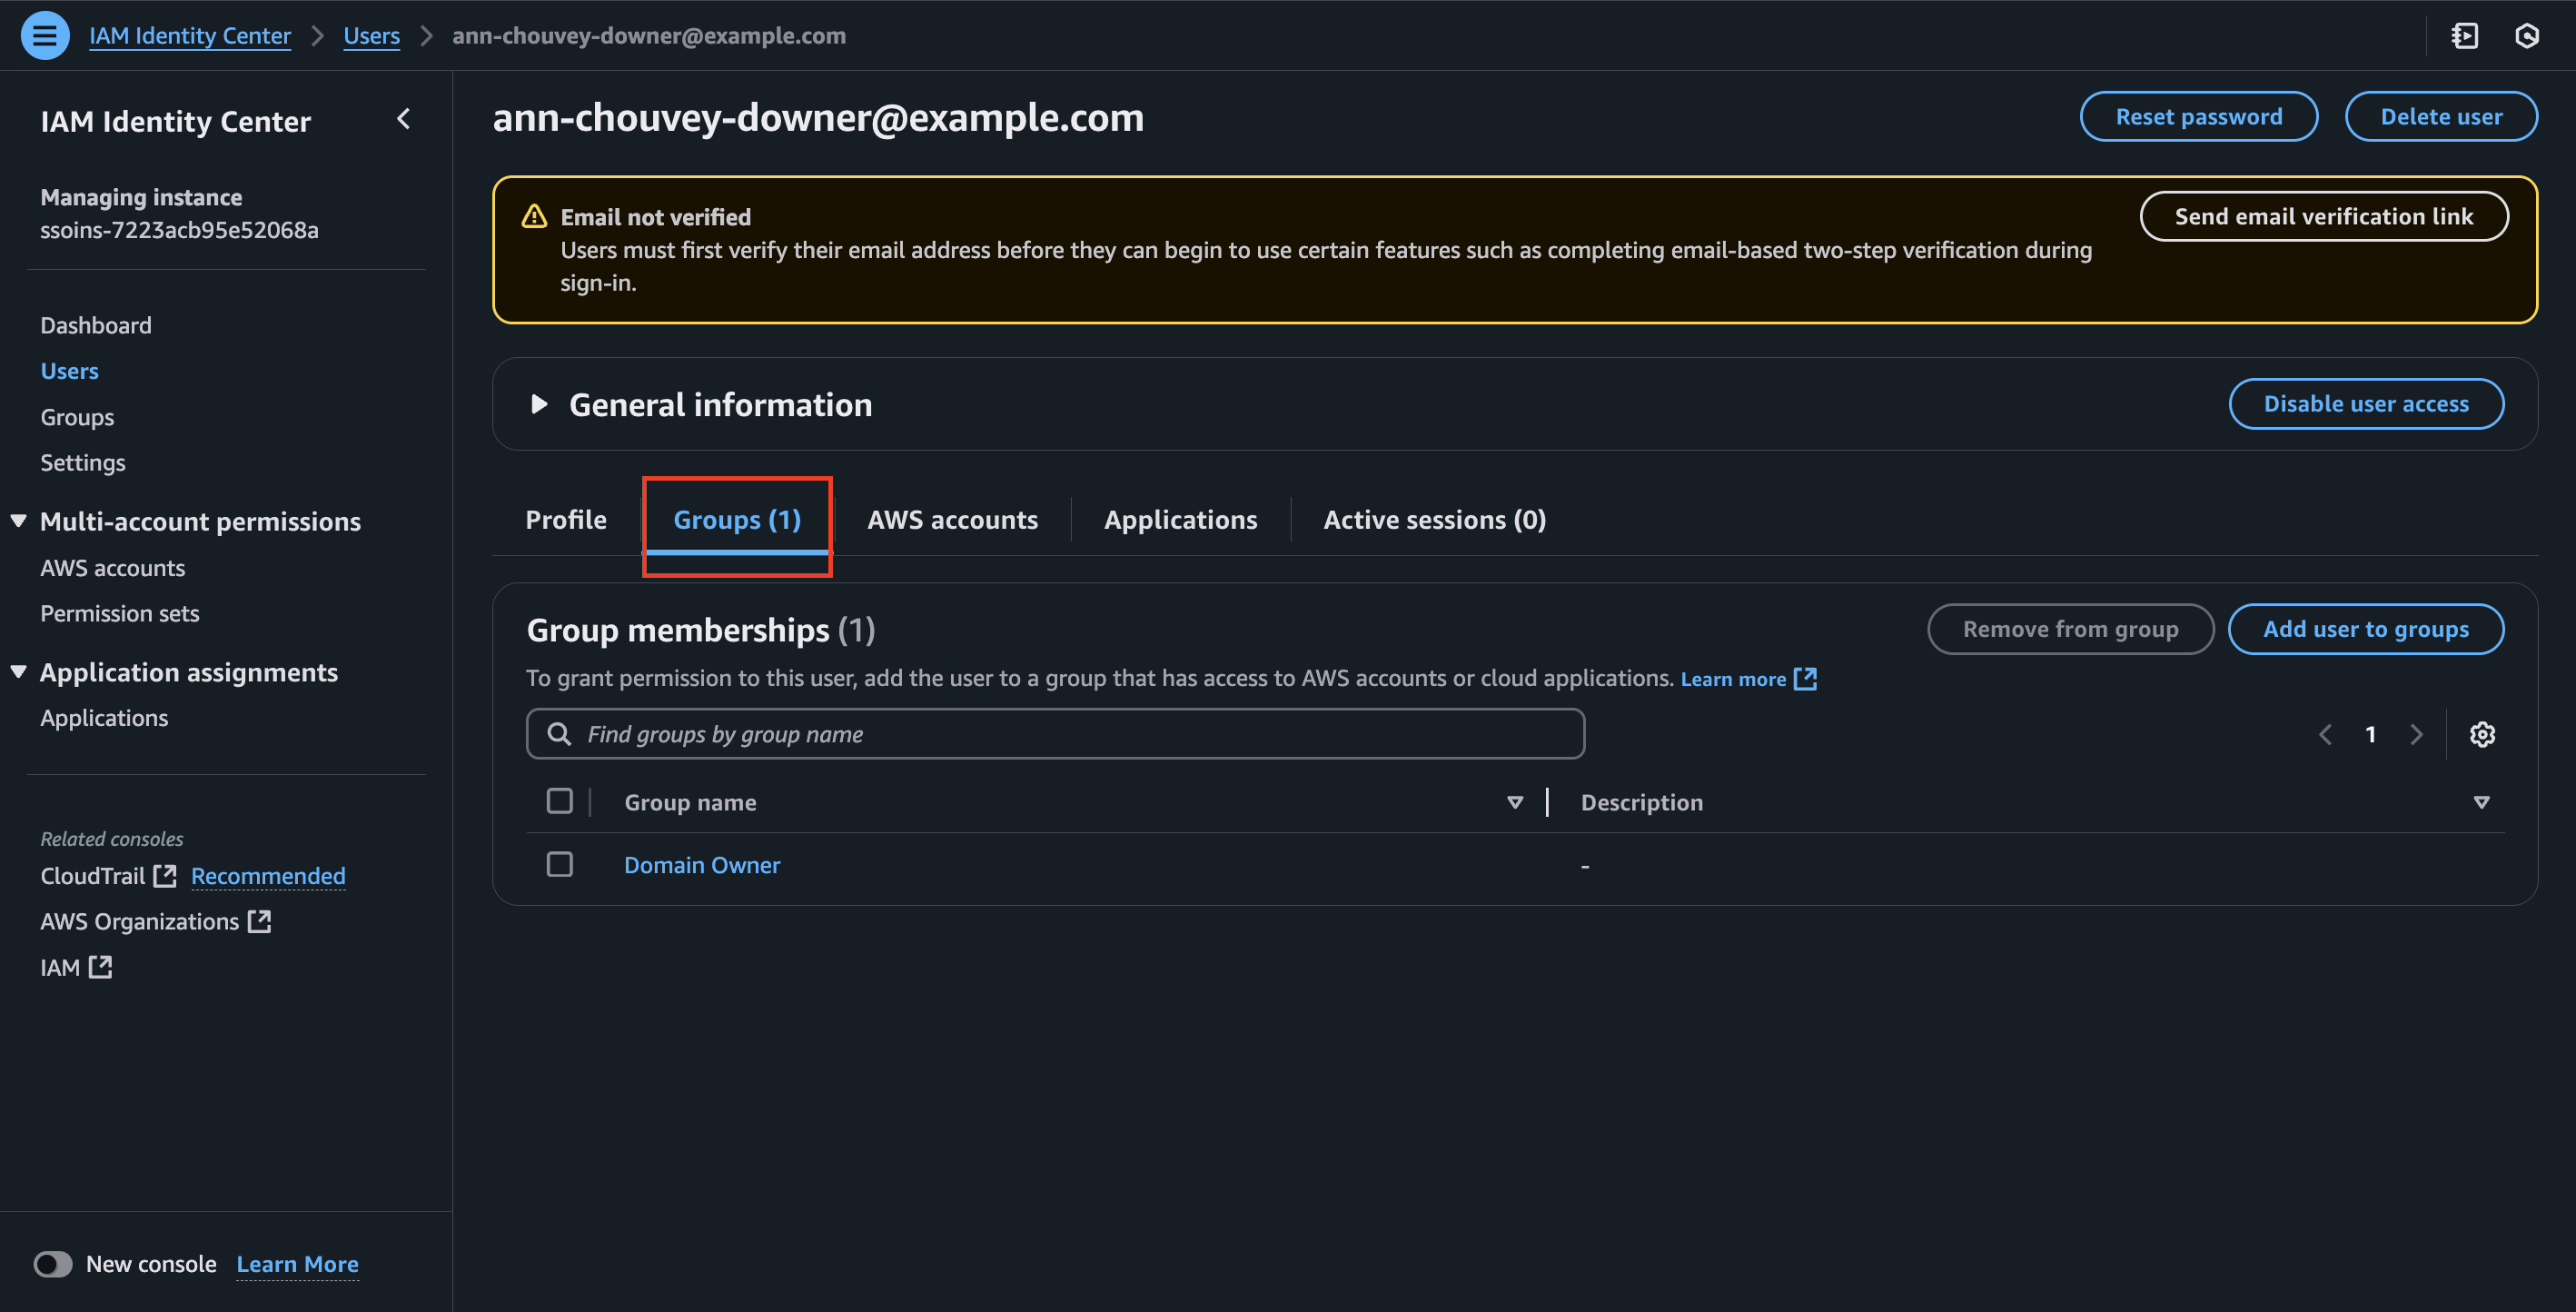 IAM Identity Center
Users
ann-chouvey-downer@example.com
IAM Identity Center
Managing instance
ssoins-7223acb95e52068a
Dashboard
Users
Groups
Settings
Multi-account permissions
AWS accounts
Permission sets
Application assignments
Applications
Related consoles
CloudTrail Recommended
AWS Organizations
IAM
New console Learn More
ann-chouvey-downer@example.com
Reset password
Delete user
Email not verified
Users must first verify their email address before they can begin to use certain features such as completing email-based two-step verification during
sign-in.
Send email verification link
General information
Disable user access
Profile
Groups (1)
AWS accounts
Applications
Active sessions (0)
Group memberships (1)
Remove from group
Add user to groups
To grant permission to this user, add the user to a group that has access to AWS accounts or cloud applications. Learn more
Find groups by group name
1
Group name
Description
Domain Owner
-